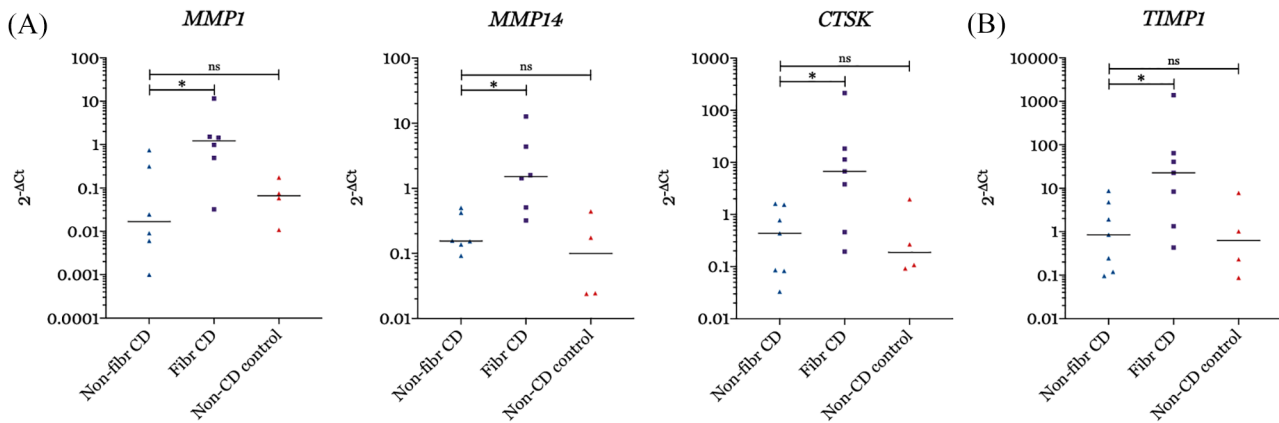 (A)
MMP1
ns
*
100
10
1
0.1
0.01
0.001
0.0001
2-ΔCt
Non-fibr CD
Fibr CD
Non-CD control
MMP14
ns
*
100
10
1
0.1
0.01
2-ΔCt
Non-fibr CD
Fibr CD
Non-CD control
CTSK
ns
*
1000
100
10
1
0.1
0.01
2-ΔCt
Non-fibr CD
Fibr CD
Non-CD control
(B)
TIMP1
ns
*
10000
1000
100
10
1
0.1
0.01
2-ΔCt
Non-fibr CD
Fibr CD
Non-CD control